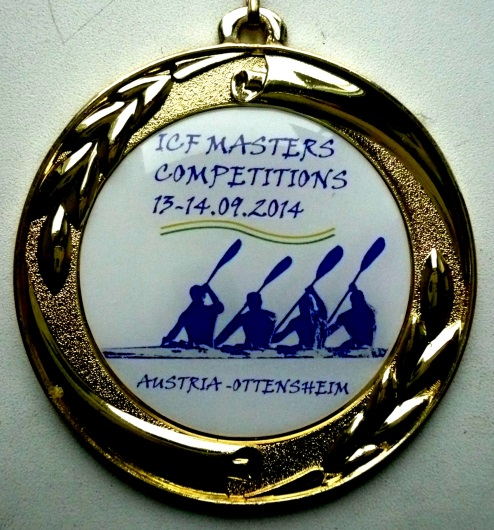 ICF MASTERS
COMPETITIONS
13-14.09.2014
AUSTRIA -OTTENSHEIM